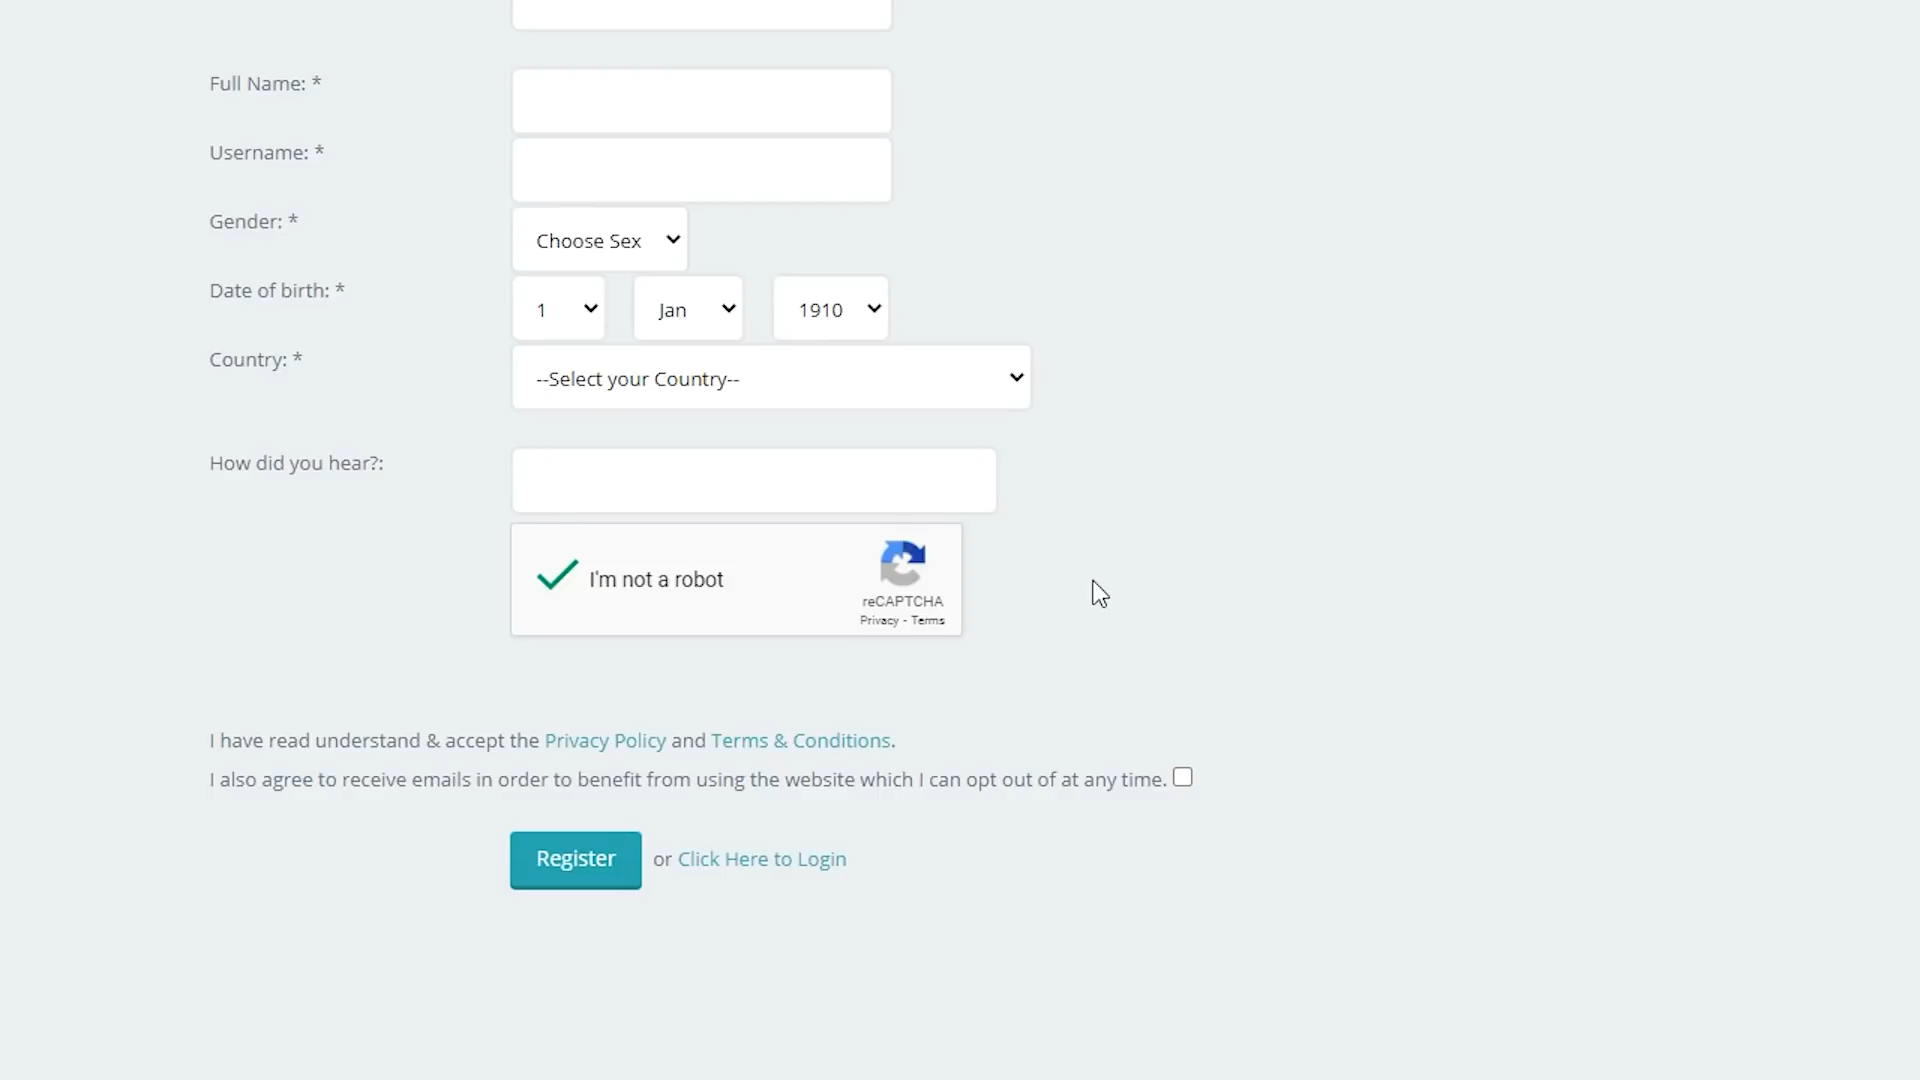 Full Name: *
Username: *
Gender: *
Choose Sex
Date of birth: *
1 Jan 1910
Country: *
--Select your Country--
How did you hear?:
I'm not a robot
reCAPTCHA
Privacy - Terms
I have read understand & accept the Privacy Policy and Terms & Conditions.
I also agree to receive emails in order to benefit from using the website which I can opt out of at any time.
Register or Click Here to Login